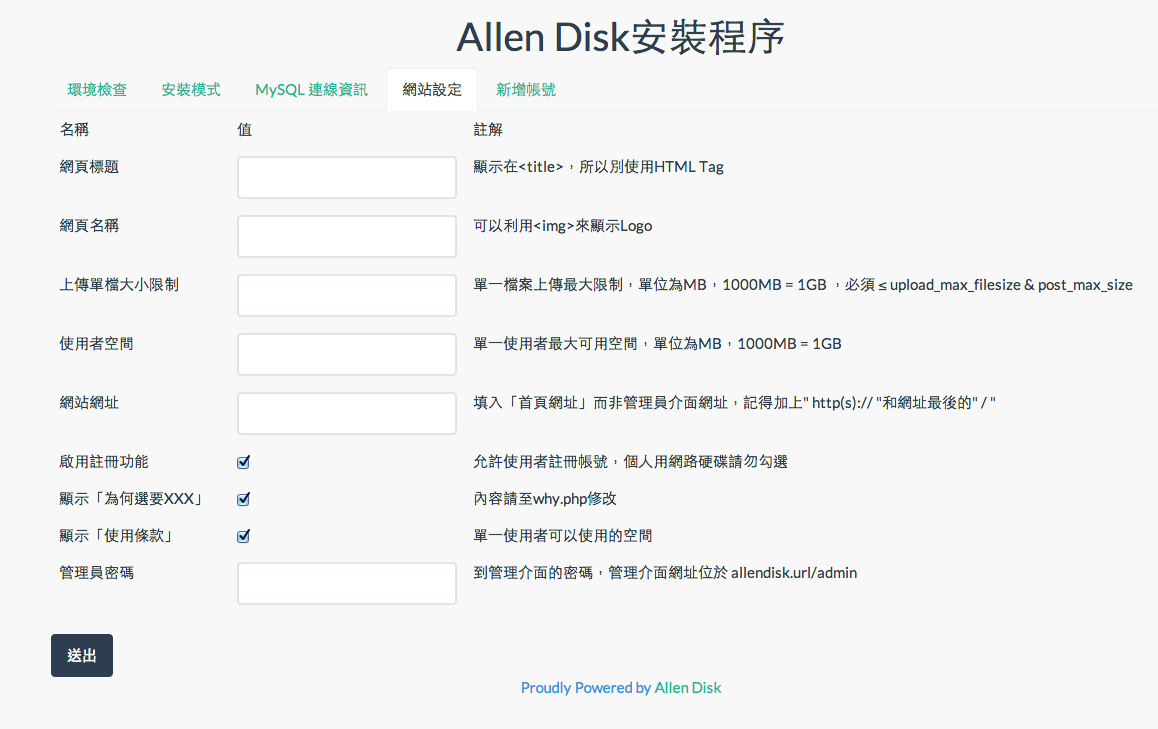 Allen Disk安裝程序
環境檢查 安裝模式 MySQL 連線資訊 網站設定 新增帳號
名稱 值 註解
網頁標題 顯示在<title>，所以別使用HTML Tag
網頁名稱 可以利用<img>來顯示Logo
上傳單檔大小限制 單一檔案上傳最大限制，單位為MB，1000MB = 1GB ，必須 ≤ upload_max_filesize & post_max_size
使用者空間 單一使用者最大可用空間，單位為MB，1000MB = 1GB
網站網址 填入「首頁網址」而非管理員介面網址，記得加上" http(s):// "和網址最後的" / "
啟用註冊功能 允許使用者註冊帳號，個人用網路硬碟請勿勾選
顯示「為何選要XXX」 內容請至why.php修改
顯示「使用條款」 單一使用者可以使用的空間
管理員密碼 到管理介面的密碼，管理介面網址位於 allendisk.url/admin
送出
Proudly Powered by Allen Disk